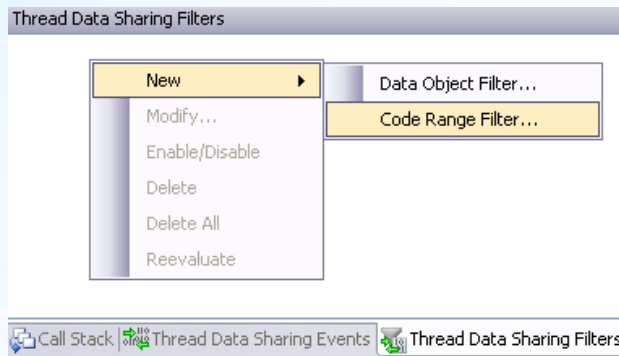 Thread Data Sharing Filters
New
Data Object Filter...
Modify...
Code Range Filter...
Enable/Disable
Delete
Delete All
Reevaluate
Call Stack Thread Data Sharing Events Thread Data Sharing Filters